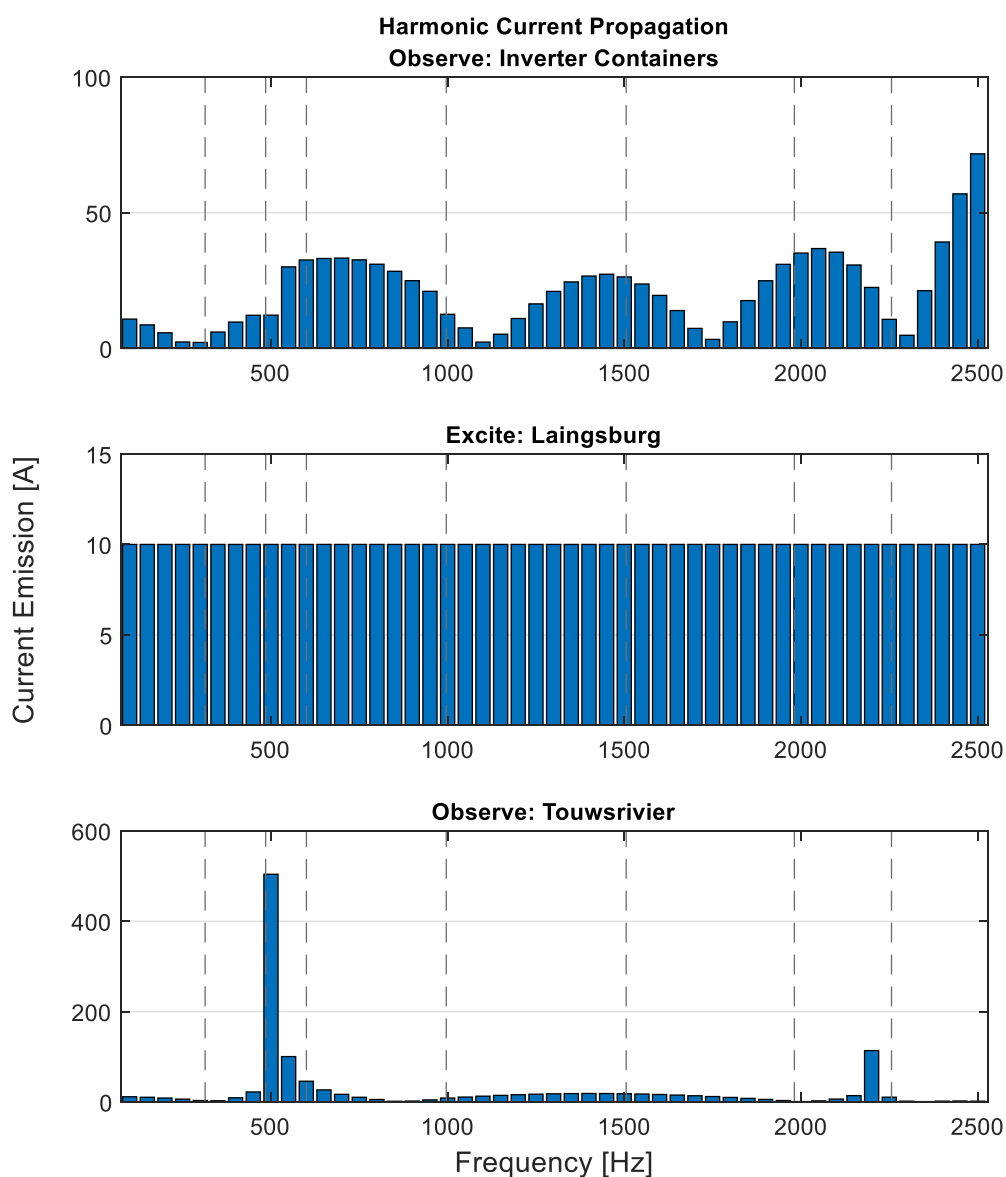 Harmonic Current Propagation
Observe: Inverter Containers
100
50
0
500 1000 1500 2000 2500
Excite: Laingsburg
15
10
5
0
500 1000 1500 2000 2500
Current Emission [A]
Observe: Touwsrivier
600
400
200
0
500 1000 1500 2000 2500
Frequency [Hz]